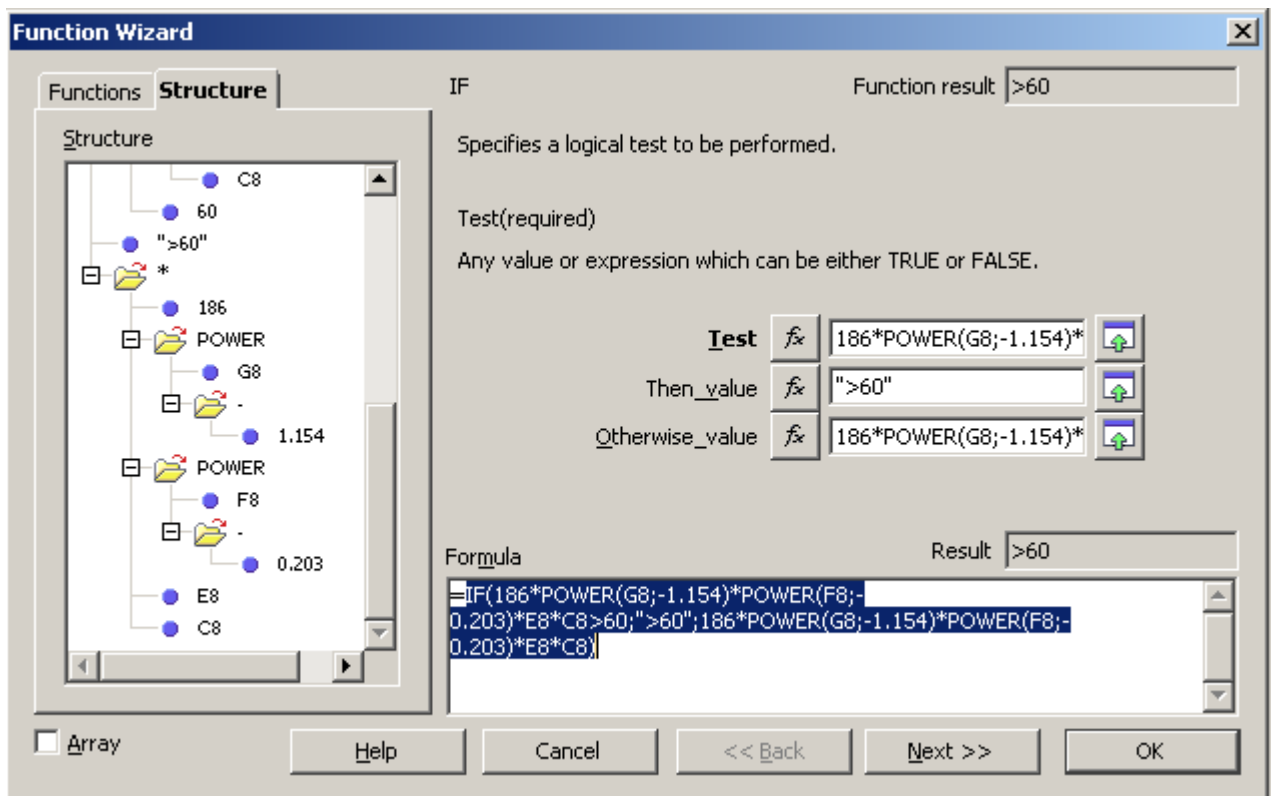 Function Wizard
Functions
Structure
Structure
C8
60
">60"
*
186
POWER
G8
-
1.154
POWER
F8
-
0.203
E8
C8
Array
IF
Function result >60
Specifies a logical test to be performed.
Test(required)
Any value or expression which can be either TRUE or FALSE.
Test fx 186*POWER(G8;-1.154)*
Then_value fx ">60"
Otherwise_value fx 186*POWER(G8;-1.154)*
Formula
Result >60
=IF(186*POWER(G8;-1.154)*POWER(F8;-
0.203)*E8*C8>60;">60";186*POWER(G8;-1.154)*POWER(F8;-
0.203)*E8*C8)
Help
Cancel
<< Back
Next >>
OK